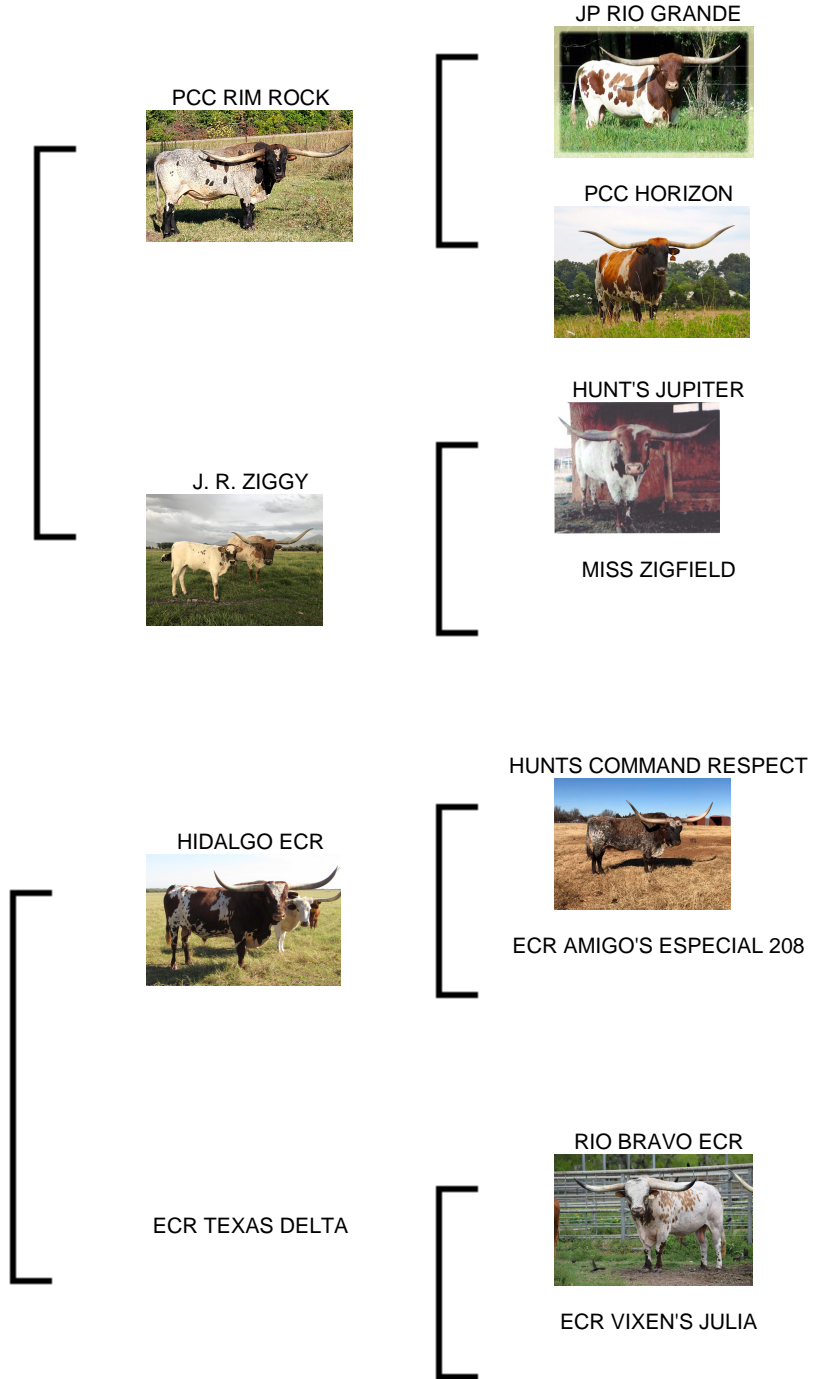 JP RIO GRANDE
PCC RIM ROCK
PCC HORIZON
HUNT'S JUPITER
J. R. ZIGGY
MISS ZIGFIELD
HUNTS COMMAND RESPECT
HIDALGO ECR
ECR AMIGO'S ESPECIAL 208
RIO BRAVO ECR
ECR TEXAS DELTA
ECR VIXEN'S JULIA